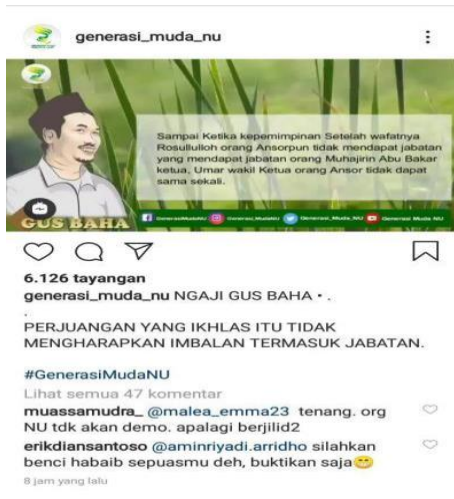 generasi_muda_nu
Sampai Ketika kepemimpinan Setelah wafatnya
Rosullulloh orang Ansorpun tidak mendapat jabatan
yang mendapat jabatan orang Muhajirin Abu Bakar
ketua, Umar wakil Ketua orang Ansor tidak dapat
sama sekali.
GUS BAHA
GenerasiMudaNU Generasi_MudaNU Generasi_Muda_NU Generasi Muda NU
6.126 tayangan
generasi_muda_nu NGAJI GUS BAHA • .
.
PERJUANGAN YANG IKHLAS ITU TIDAK
MENGHARAPKAN IMBALAN TERMASUK JABATAN.
#GenerasiMudaNU
Lihat semua 47 komentar
muassamudra_ @malea_emma23 tenang. org
NU tdk akan demo. apalagi berjilid2
erikdiansantoso @aminriyadi.arridho silahkan
benci habaib sepuasmu deh, buktikan saja😁
8 jam yang lalu